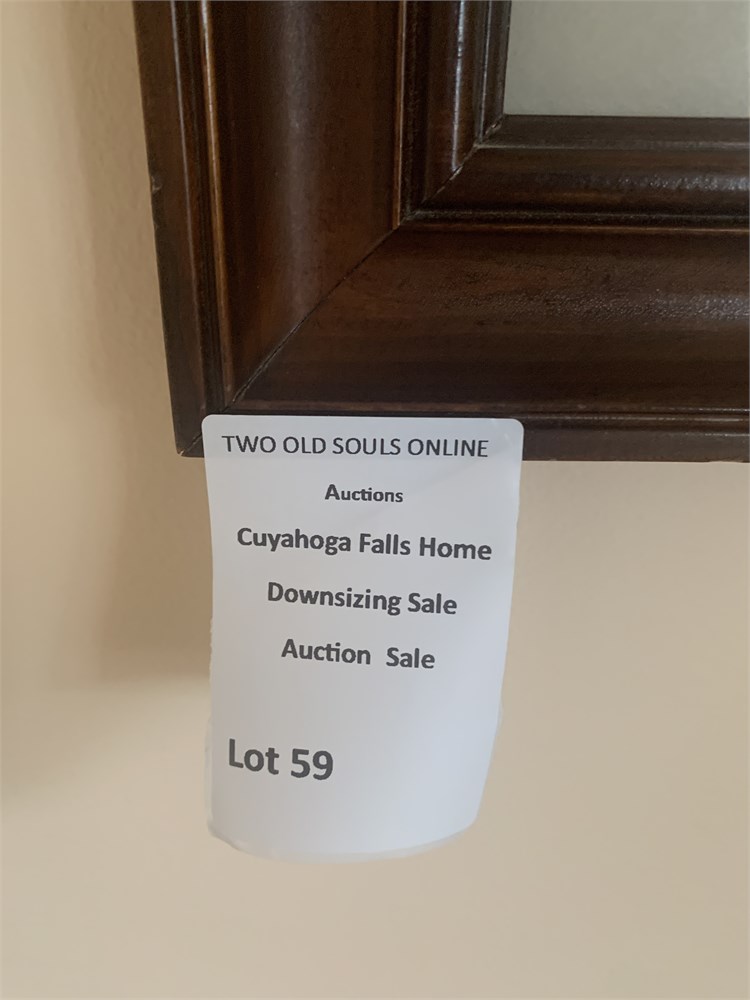 TWO OLD SOULS ONLINE
Auctions
Cuyahoga Falls Home
Downsizing Sale
Auction Sale
Lot 59